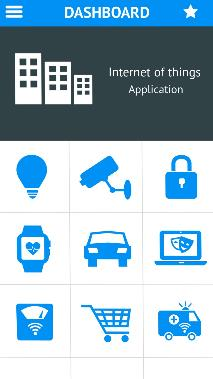 DASHBOARD
Internet of things
Application